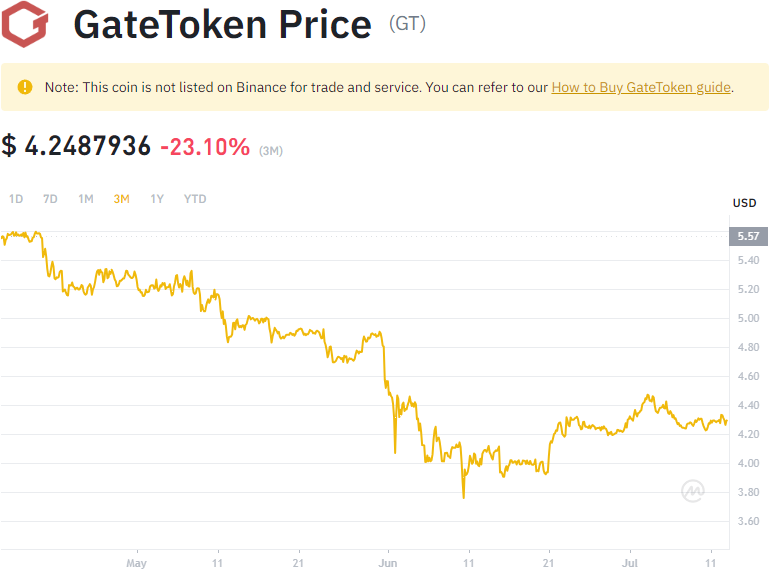 GateToken Price (GT)
Note: This coin is not listed on Binance for trade and service. You can refer to our How to Buy GateToken guide.
$ 4.2487936 -23.10% (3M)
1D 7D 1M 3M 1Y YTD
USD
5.57
5.40
5.20
5.00
4.80
4.60
4.40
4.20
4.00
3.80
3.60
May 11 21 Jun 11 21 Jul 11